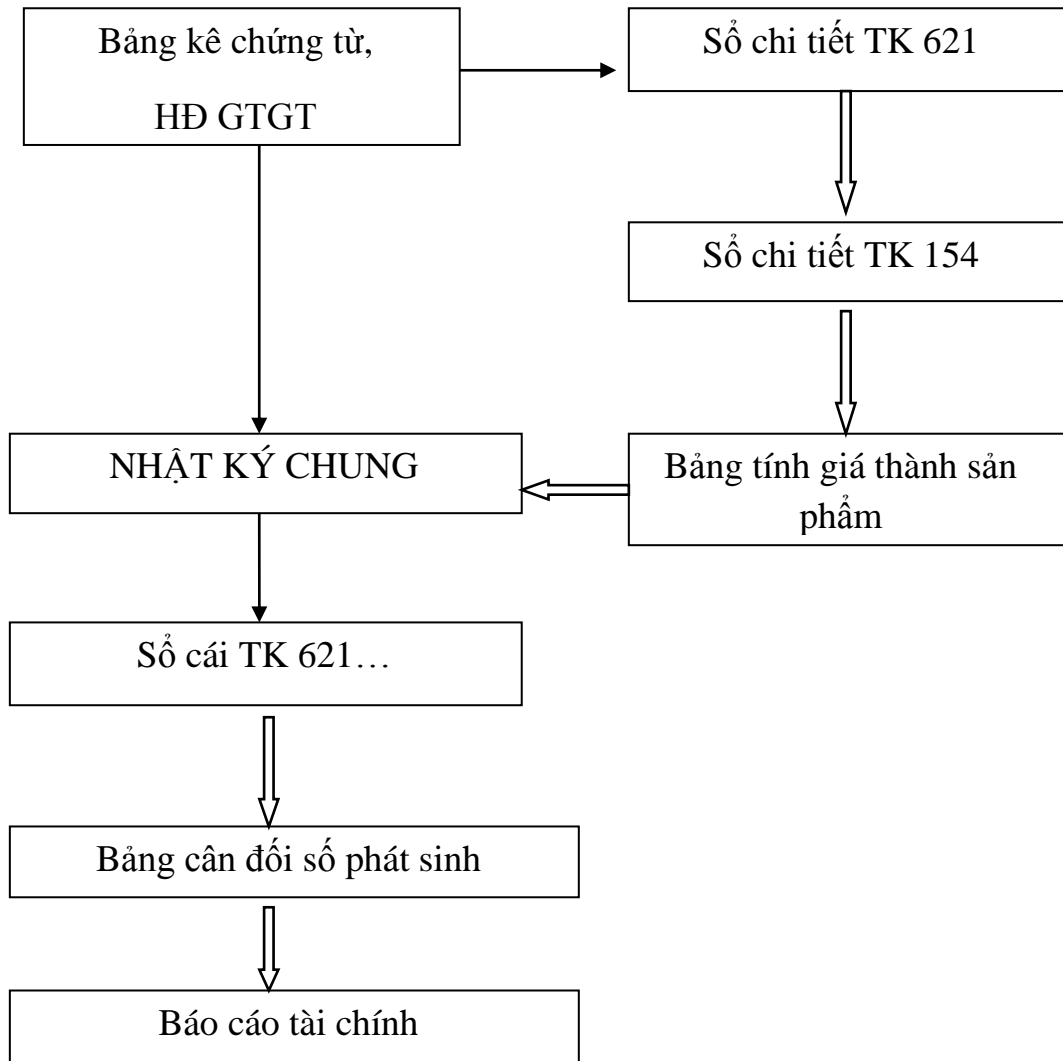 Bảng kê chứng từ,
HĐ GTGT
Sổ chi tiết TK 621
Sổ chi tiết TK 154
NHẬT KÝ CHUNG
Bảng tính giá thành sản
phẩm
Sổ cái TK 621…
Bảng cân đối số phát sinh
Báo cáo tài chính